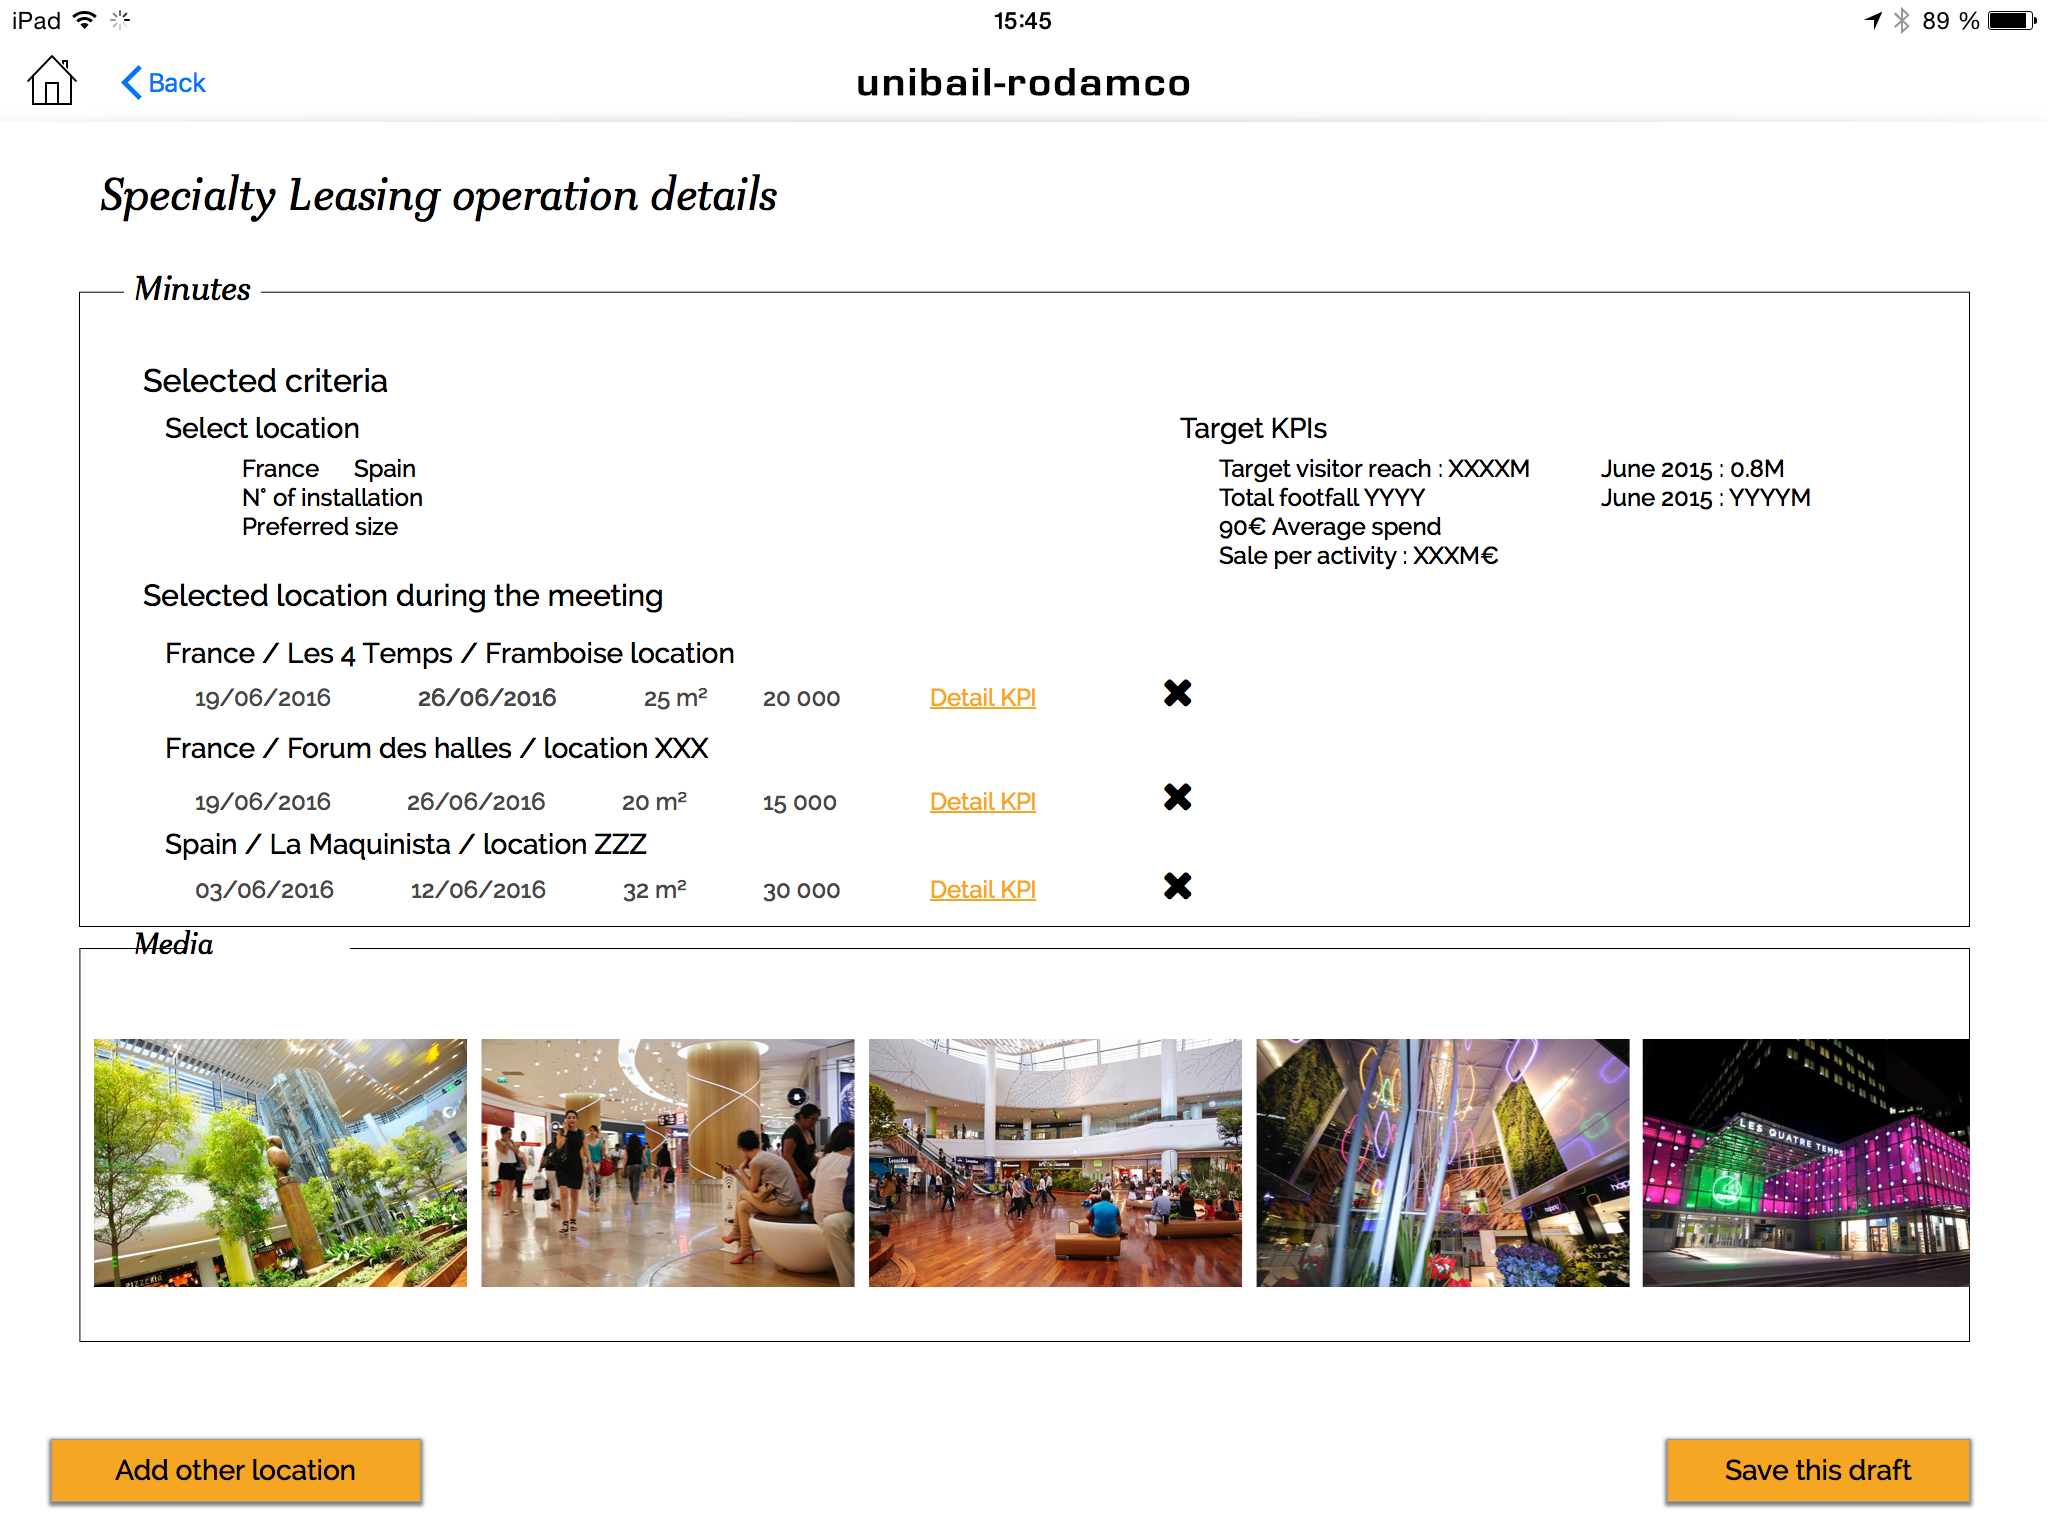 iPad 15:45 89 %
Back unibail-rodamco
Specialty Leasing operation details
Minutes
Selected criteria
Select location
France Spain
N° of installation
Preferred size
Target KPIs
Target visitor reach : XXXXM June 2015 : 0.8M
Total footfall YYYY June 2015 : YYYYM
90€ Average spend
Sale per activity : XXXM€
Selected location during the meeting
France / Les 4 Temps / Framboise location
19/06/2016 26/06/2016 25 m² 20 000 Detail KPI
France / Forum des halles / location XXX
19/06/2016 26/06/2016 20 m² 15 000 Detail KPI
Spain / La Maquinista / location ZZZ
03/06/2016 12/06/2016 32 m² 30 000 Detail KPI
Media
PIZZERIA
LES QUATRE TEMPS
Add other location Save this draft